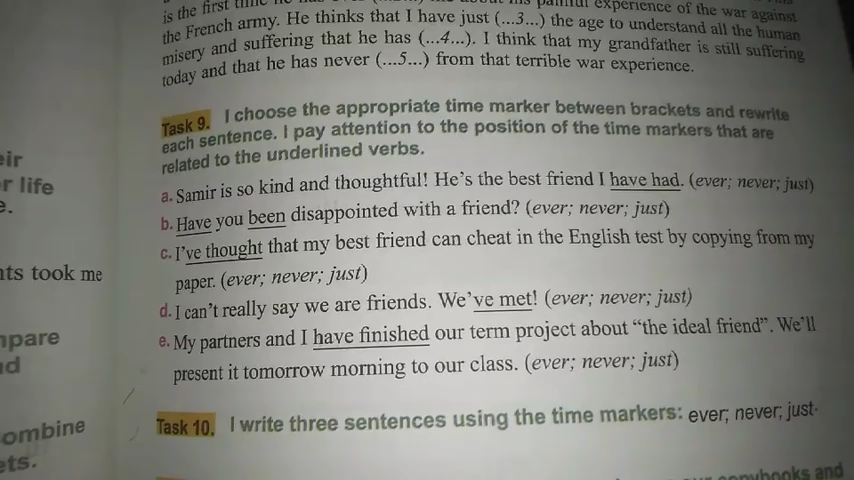 is the first time he has
painful experience of the war against
the French army. He thinks that I have just (...3...) the age to understand all the human
misery and suffering that he has (...4...). I think that my grandfather is still suffering
today and that he has never (...5...) from that terrible war experience.
Task 9. I choose the appropriate time marker between brackets and rewrite
each sentence. I pay attention to the position of the time markers that are
related to the underlined verbs.
a. Samir is so kind and thoughtful! He's the best friend I have had. (ever; never; just)
b. Have you been disappointed with a friend? (ever; never; just)
c. I've thought that my best friend can cheat in the English test by copying from my
paper. (ever; never; just)
d. I can't really say we are friends. We've met! (ever; never; just)
e. My partners and I have finished our term project about “the ideal friend”. We'll
present it tomorrow morning to our class. (ever; never; just)
Task 10. I write three sentences using the time markers: ever; never; just.
copybooks and
r life
e.
nts took me